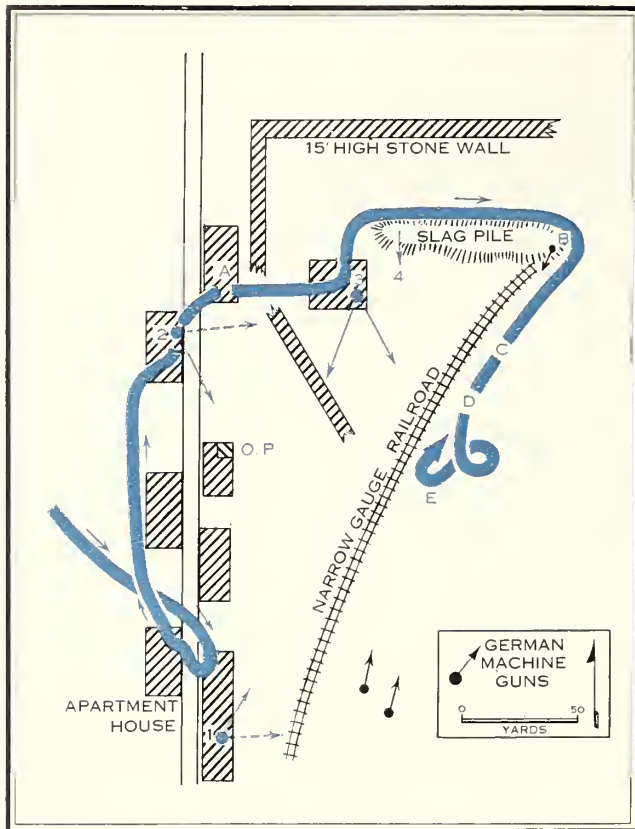 15' HIGH STONE WALL
SLAG PILE
B
A
3
4
2
C
D
O.P
E
NARROW GAUGE RAILROAD
GERMAN
MACHINE
GUNS
APARTMENT
HOUSE
0 50
YARDS
1